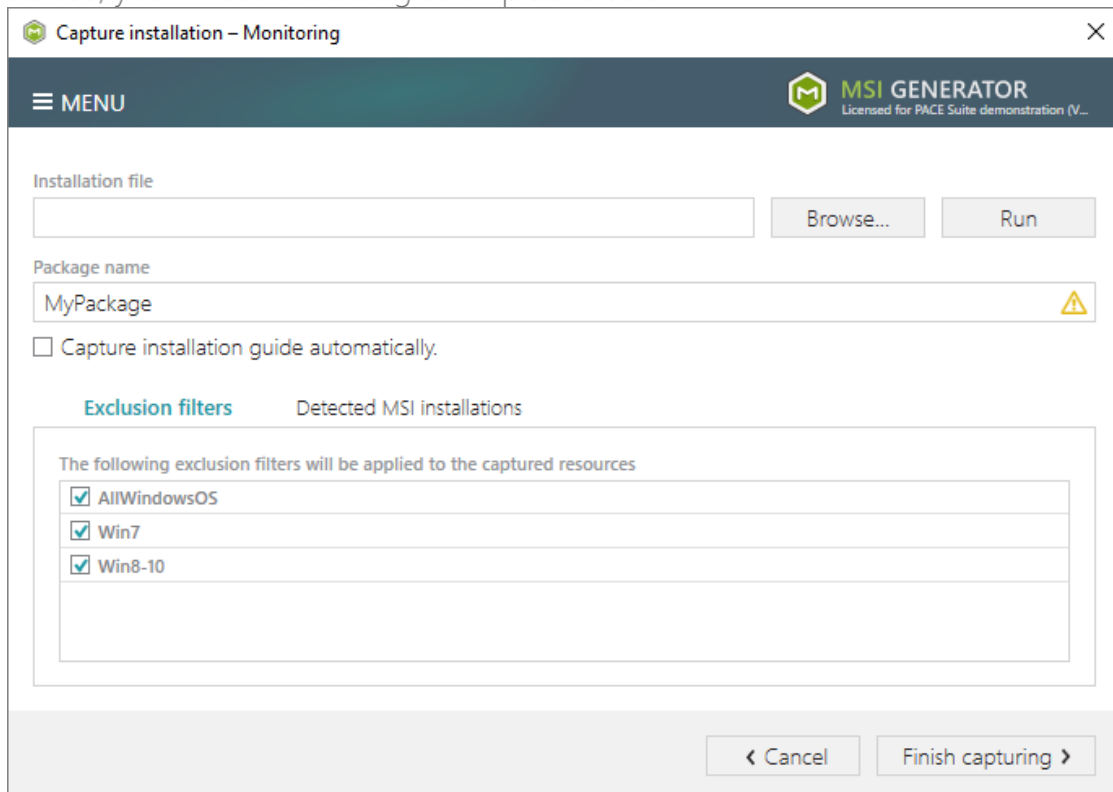 Capture installation – Monitoring
MENU
MSI GENERATOR
Licensed for PACE Suite demonstration (V...
Installation file
Browse...
Run
Package name
MyPackage
Capture installation guide automatically.
Exclusion filters
Detected MSI installations
The following exclusion filters will be applied to the captured resources
AllWindowsOS
Win7
Win8-10
Cancel
Finish capturing